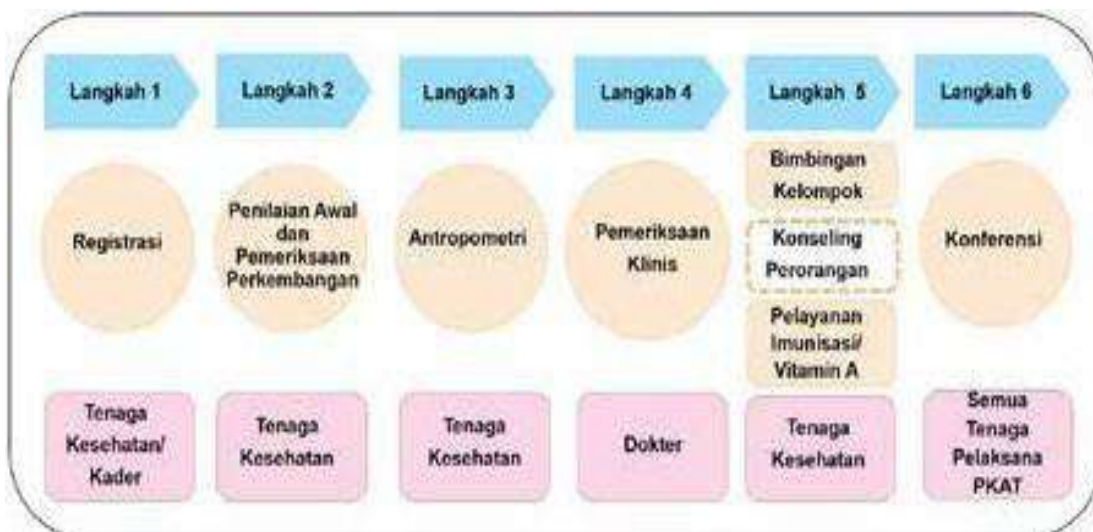 Langkah 1
Langkah 2
Langkah 3
Langkah 4
Langkah 5
Langkah 6
Registrasi
Penilaian Awal
dan
Pemeriksaan
Perkembangan
Antropometri
Pemeriksaan
Klinis
Bimbingan
Kelompok
Konseling
Perorangan
Pelayanan
Imunisasi/
Vitamin A
Konferensi
Tenaga
Kesehatan/
Kader
Tenaga
Kesehatan
Tenaga
Kesehatan
Dokter
Tenaga
Kesehatan
Semua
Tenaga
Pelaksana
PKAT